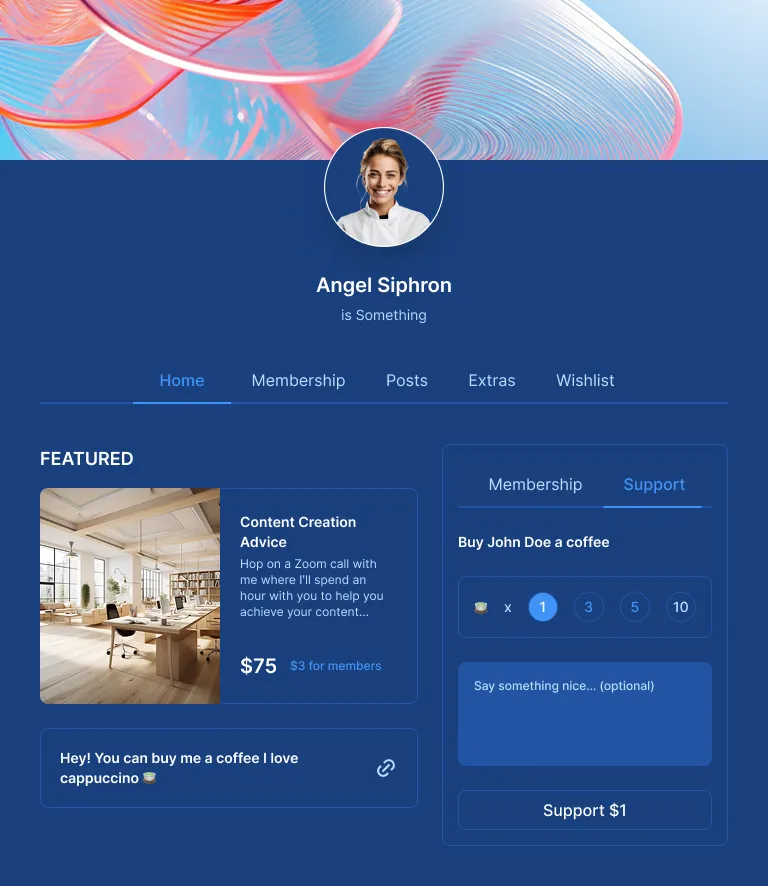 Angel Siphron
is Something
Home Membership Posts Extras Wishlist
FEATURED
Content Creation
Advice
Hop on a Zoom call with
me where I'll spend an
hour with you to help you
achieve your content...
$75 $3 for members
Hey! You can buy me a coffee I love
cappuccino
Membership Support
Buy John Doe a coffee
x 1 3 5 10
Say something nice... (optional)
Support $1